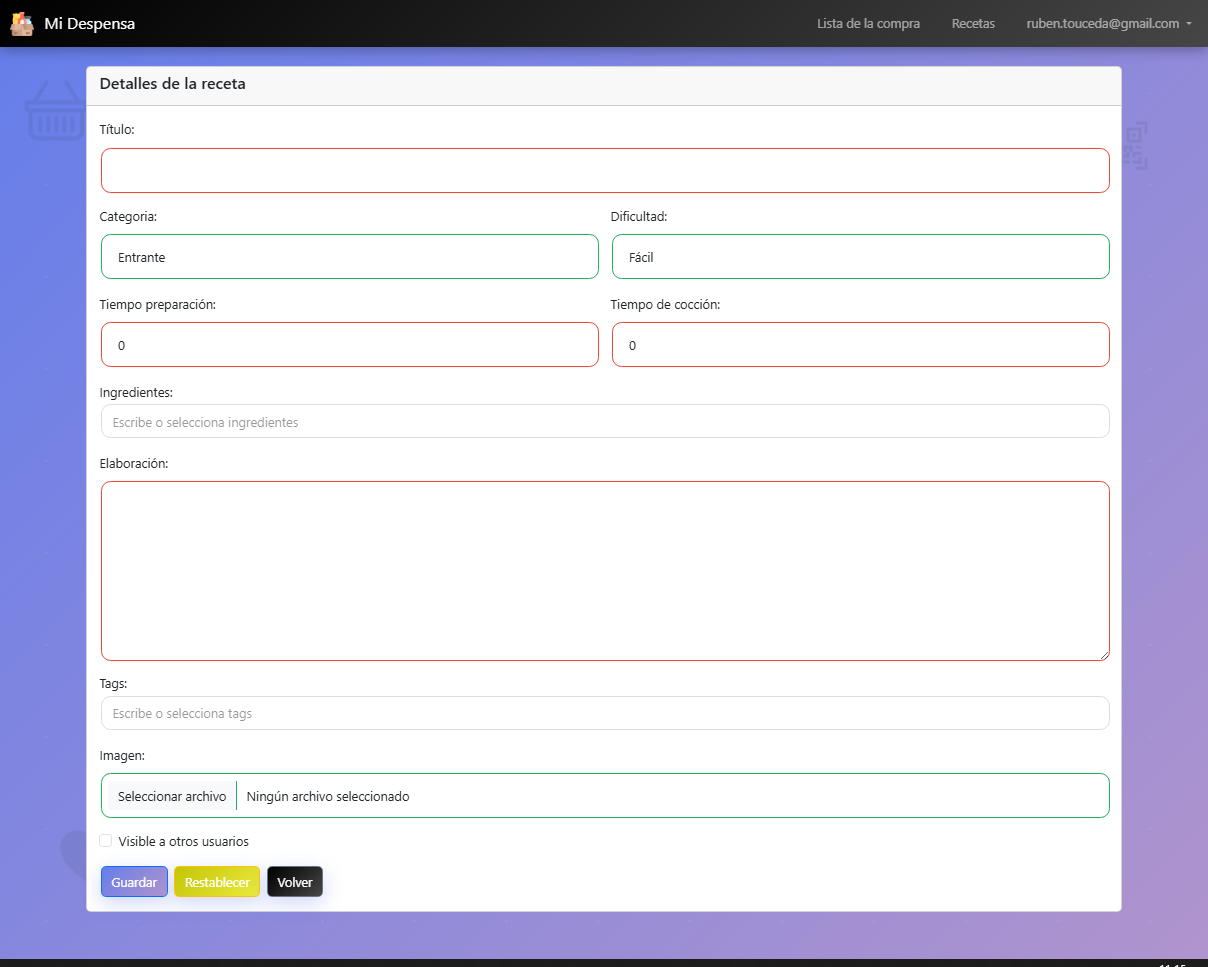 Mi Despensa Lista de la compra Recetas ruben.touceda@gmail.com
Detalles de la receta
Título:
Categoria: Dificultad:
Entrante Fácil
Tiempo preparación: Tiempo de cocción:
0 0
Ingredientes:
Escribe o selecciona ingredientes
Elaboración:
Tags:
Escribe o selecciona tags
Imagen:
Seleccionar archivo Ningún archivo seleccionado
Visible a otros usuarios
Guardar Restablecer Volver